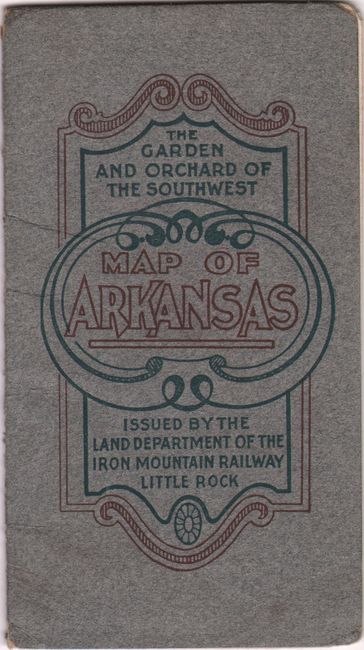 THE
GARDEN
AND ORCHARD OF
THE SOUTHWEST
MAP OF
ARKANSAS
ISSUED BY THE
LAND DEPARTMENT OF THE
IRON MOUNTAIN RAILWAY
LITTLE ROCK